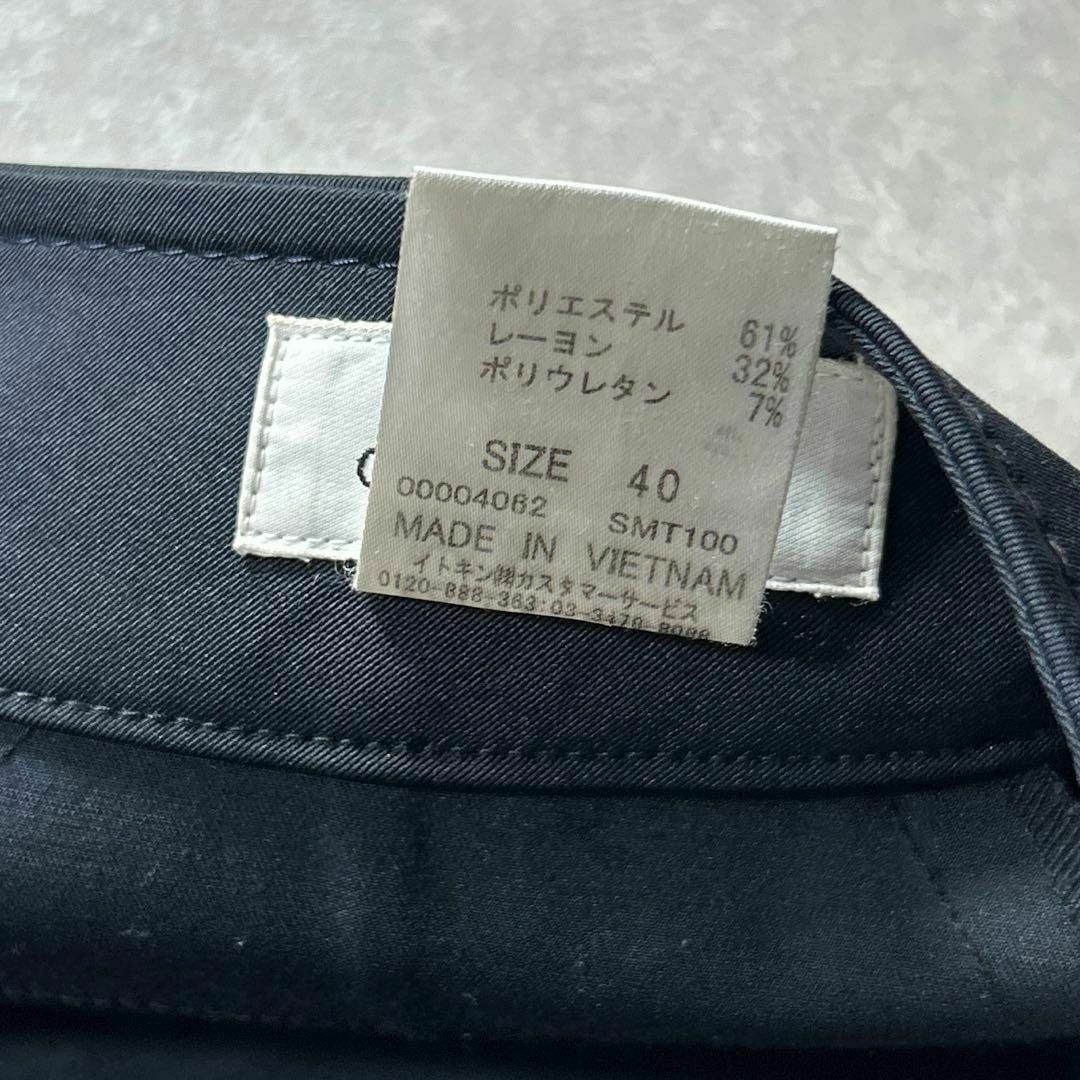 ポリエステル 61%
レーヨン 32%
ポリウレタン 7%
SIZE 40
00004062 SMT100
MADE IN VIETNAM
イトキン㈱カスタマーサービス
0120-888-363:03-3478-8088